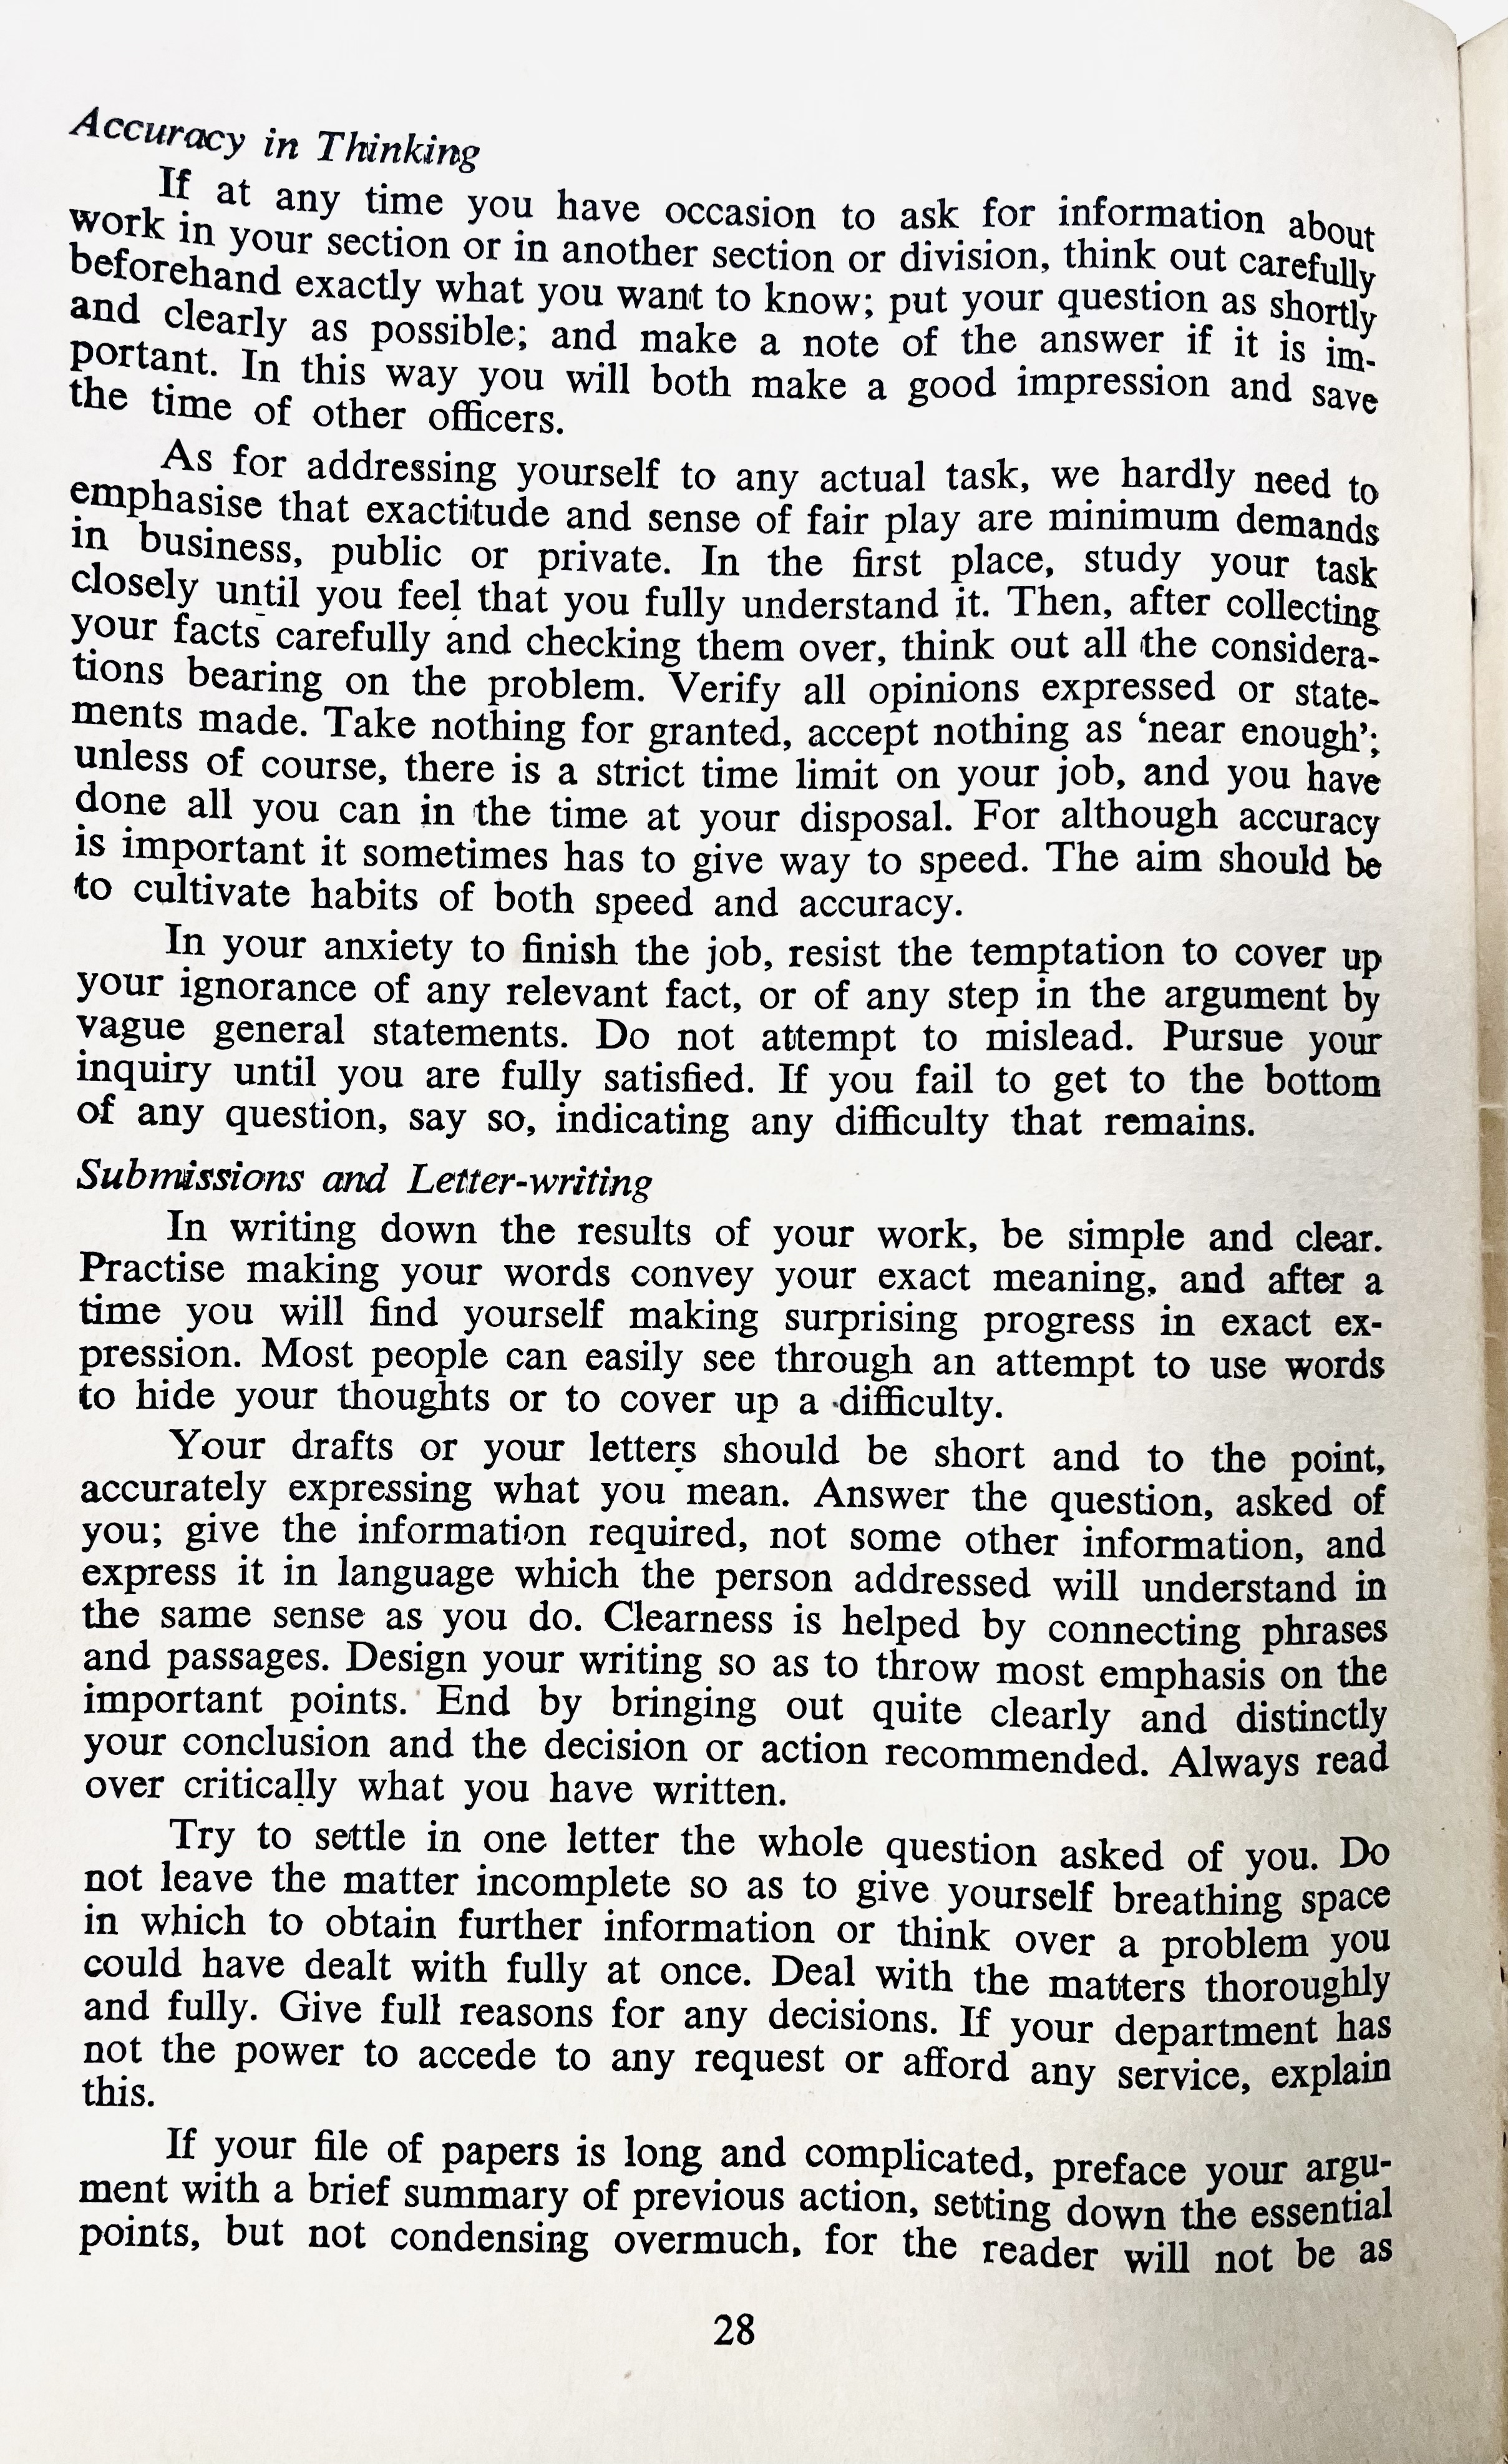 Accuracy in Thinking
If at any time you have occasion to ask for information about
work in your section or in another section or division, think out carefully
beforehand exactly what you want to know; put your question as shortly
and clearly as possible; and make a note of the answer if it is im-
portant. In this way you will both make a good impression and save
the time of other officers.
As for addressing yourself to any actual task, we hardly need to
emphasise that exactitude and sense of fair play are minimum demands
in business, public or private. In the first place, study your task
closely until you feel that you fully understand it. Then, after collecting
your facts carefully and checking them over, think out all the considera-
tions bearing on the problem. Verify all opinions expressed or state-
ments made. Take nothing for granted, accept nothing as ‘near enough’;
unless of course, there is a strict time limit on your job, and you have
done all you can in the time at your disposal. For although accuracy
is important it sometimes has to give way to speed. The aim should be
to cultivate habits of both speed and accuracy.
In your anxiety to finish the job, resist the temptation to cover up
your ignorance of any relevant fact, or of any step in the argument by
vague general statements. Do not attempt to mislead. Pursue your
inquiry until you are fully satisfied. If you fail to get to the bottom
of any question, say so, indicating any difficulty that remains.
Submissions and Letter-writing
In writing down the results of your work, be simple and clear.
Practise making your words convey your exact meaning, and after a
time you will find yourself making surprising progress in exact ex-
pression. Most people can easily see through an attempt to use words
to hide your thoughts or to cover up a difficulty.
Your drafts or your letters should be short and to the point,
accurately expressing what you mean. Answer the question, asked of
you; give the information required, not some other information, and
express it in language which the person addressed will understand in
the same sense as you do. Clearness is helped by connecting phrases
and passages. Design your writing so as to throw most emphasis on the
important points. End by bringing out quite clearly and distinctly
your conclusion and the decision or action recommended. Always read
over critically what you have written.
Try to settle in one letter the whole question asked of you. Do
not leave the matter incomplete so as to give yourself breathing space
in which to obtain further information or think over a problem you
could have dealt with fully at once. Deal with the matters thoroughly
and fully. Give full reasons for any decisions. If your department has
not the power to accede to any request or afford any service, explain
this.
If your file of papers is long and complicated, preface your argu-
ment with a brief summary of previous action, setting down the essential
points, but not condensing overmuch, for the reader will not be as
28